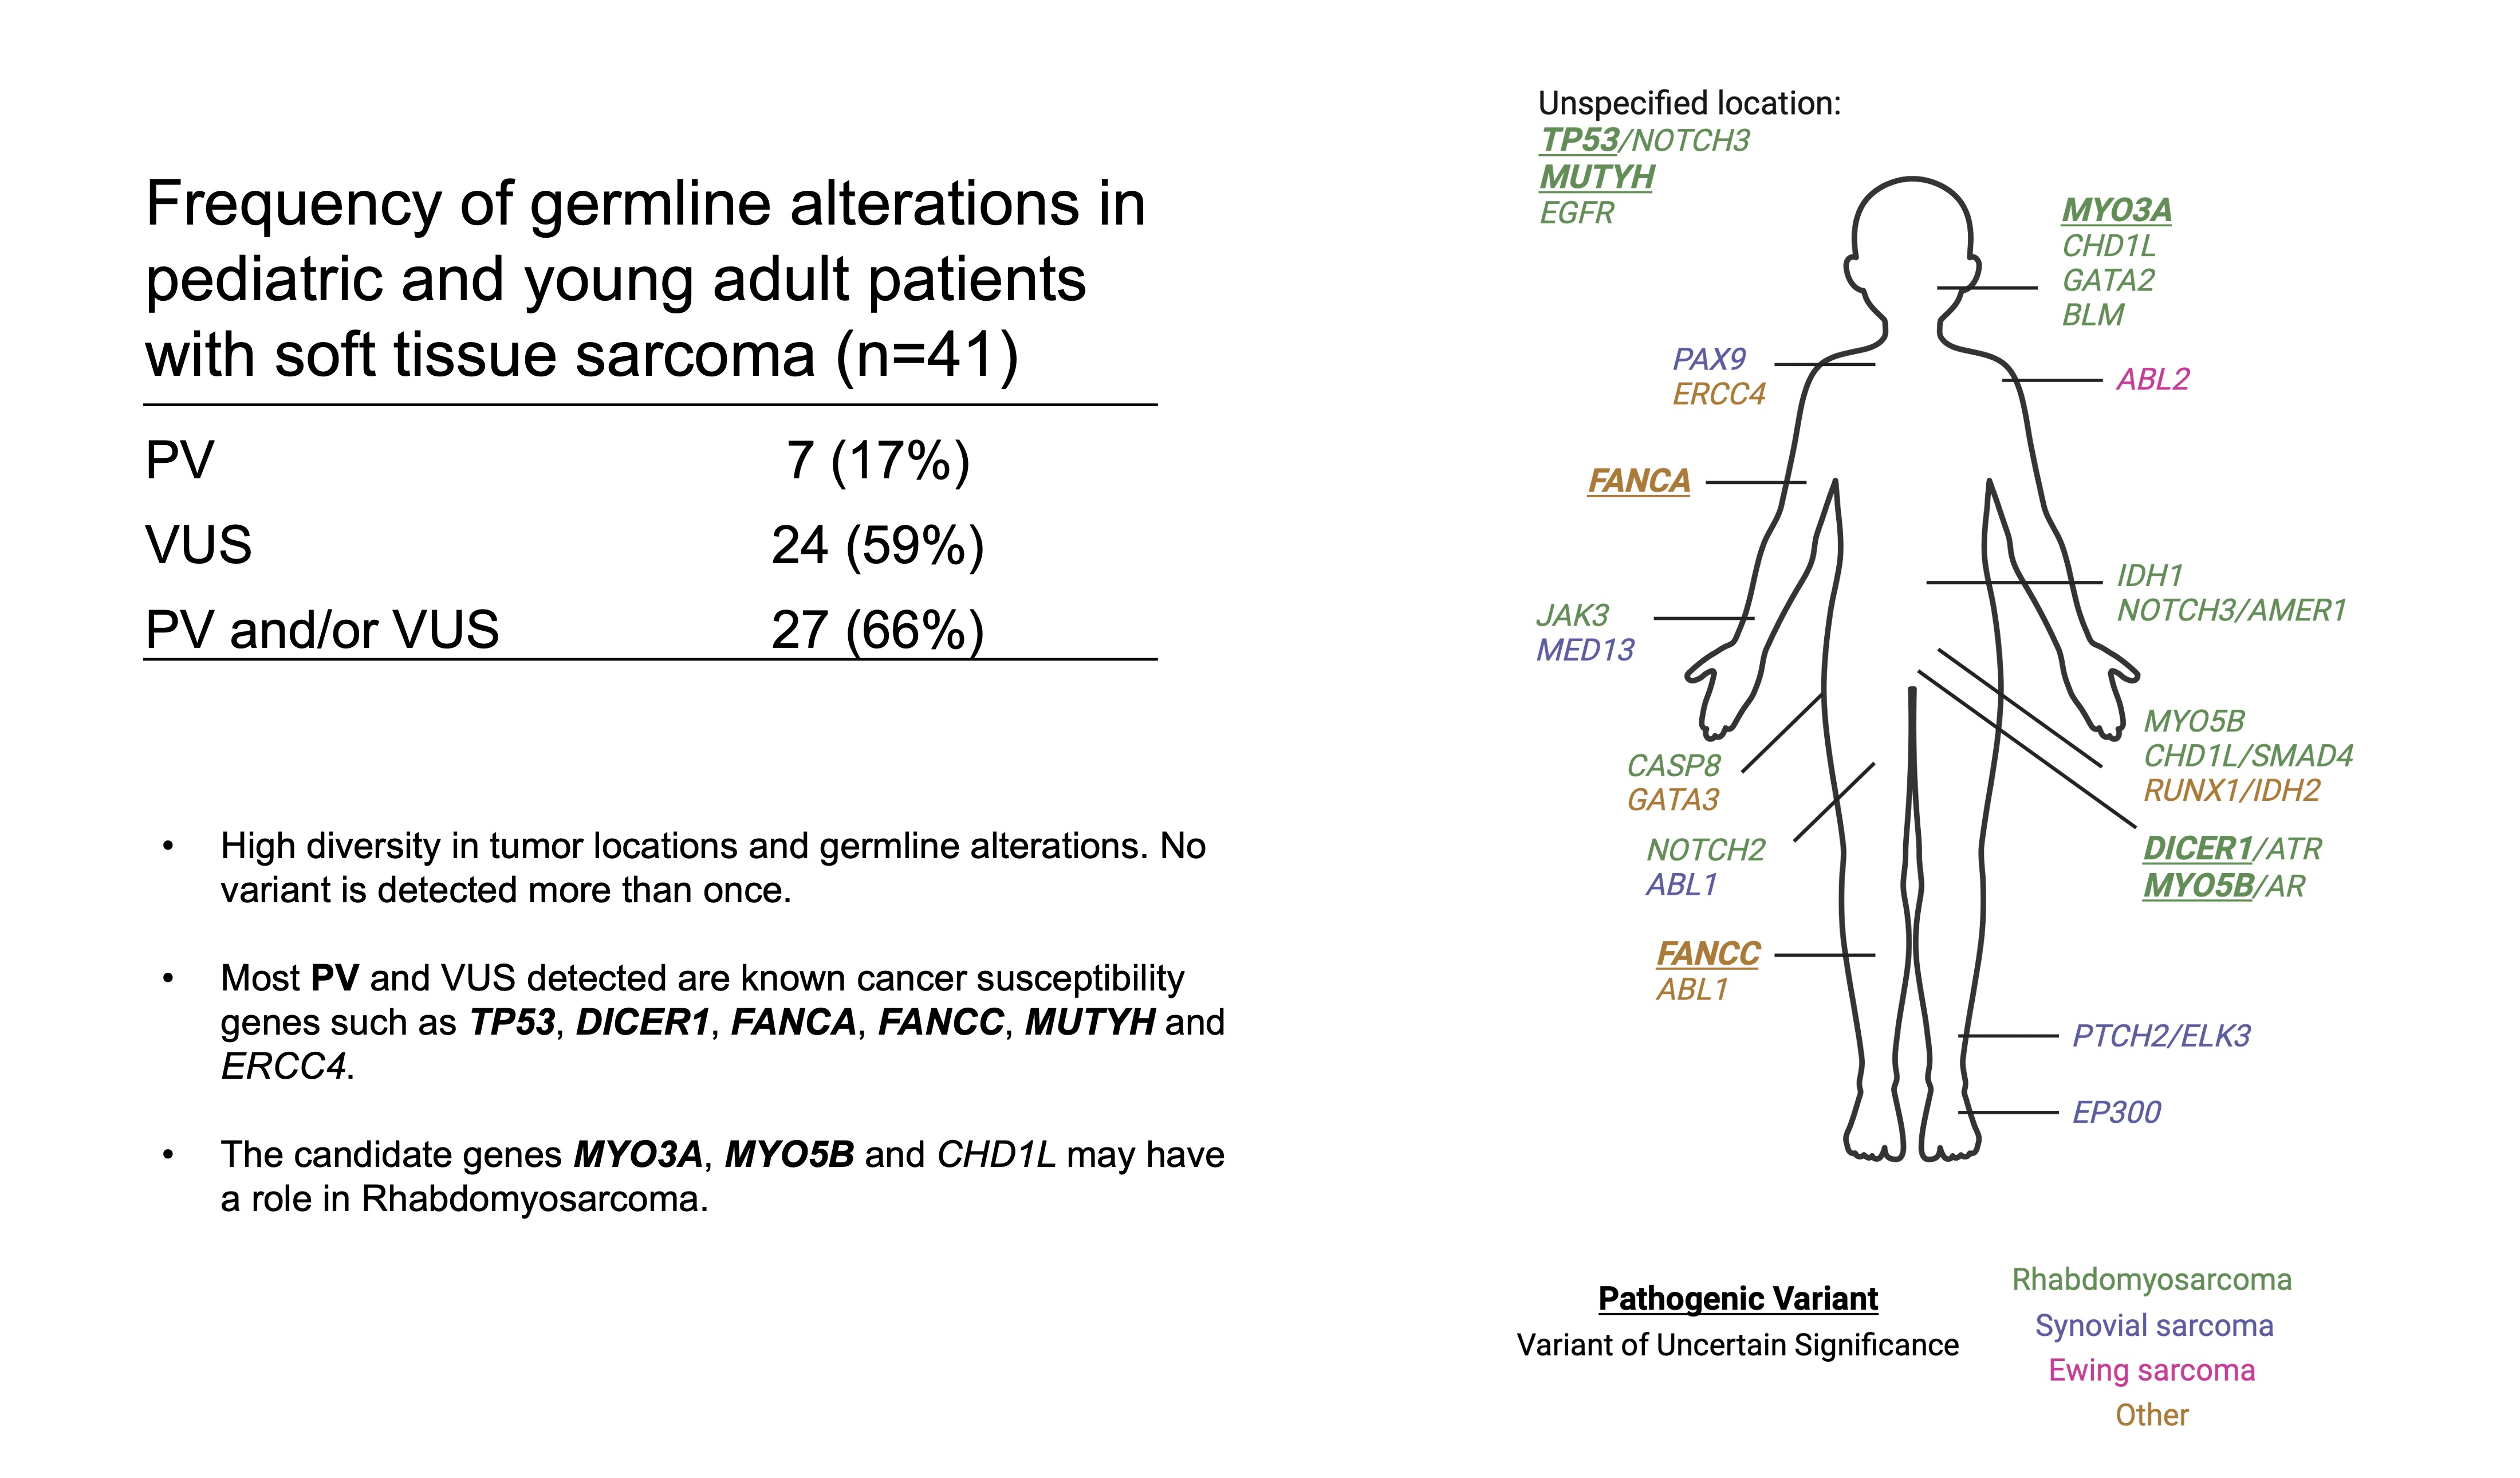 Frequency of germline alterations in
pediatric and young adult patients
with soft tissue sarcoma (n=41)
PV 7 (17%)
VUS 24 (59%)
PV and/or VUS 27 (66%)
• High diversity in tumor locations and germline alterations. No
variant is detected more than once.
• Most PV and VUS detected are known cancer susceptibility
genes such as TP53, DICER1, FANCA, FANCC, MUTYH and
ERCC4.
• The candidate genes MYO3A, MYO5B and CHD1L may have
a role in Rhabdomyosarcoma.
Unspecified location:
TP53/NOTCH3
MUTYH
EGFR
MYO3A
CHD1L
GATA2
BLM
PAX9
ERCC4
ABL2
FANCA
IDH1
NOTCH3/AMER1
JAK3
MED13
MYO5B
CHD1L/SMAD4
RUNX1/IDH2
CASP8
GATA3
NOTCH2
ABL1
DICER1/ATR
MYO5B/AR
FANCC
ABL1
PTCH2/ELK3
EP300
Pathogenic Variant
Variant of Uncertain Significance
Rhabdomyosarcoma
Synovial sarcoma
Ewing sarcoma
Other